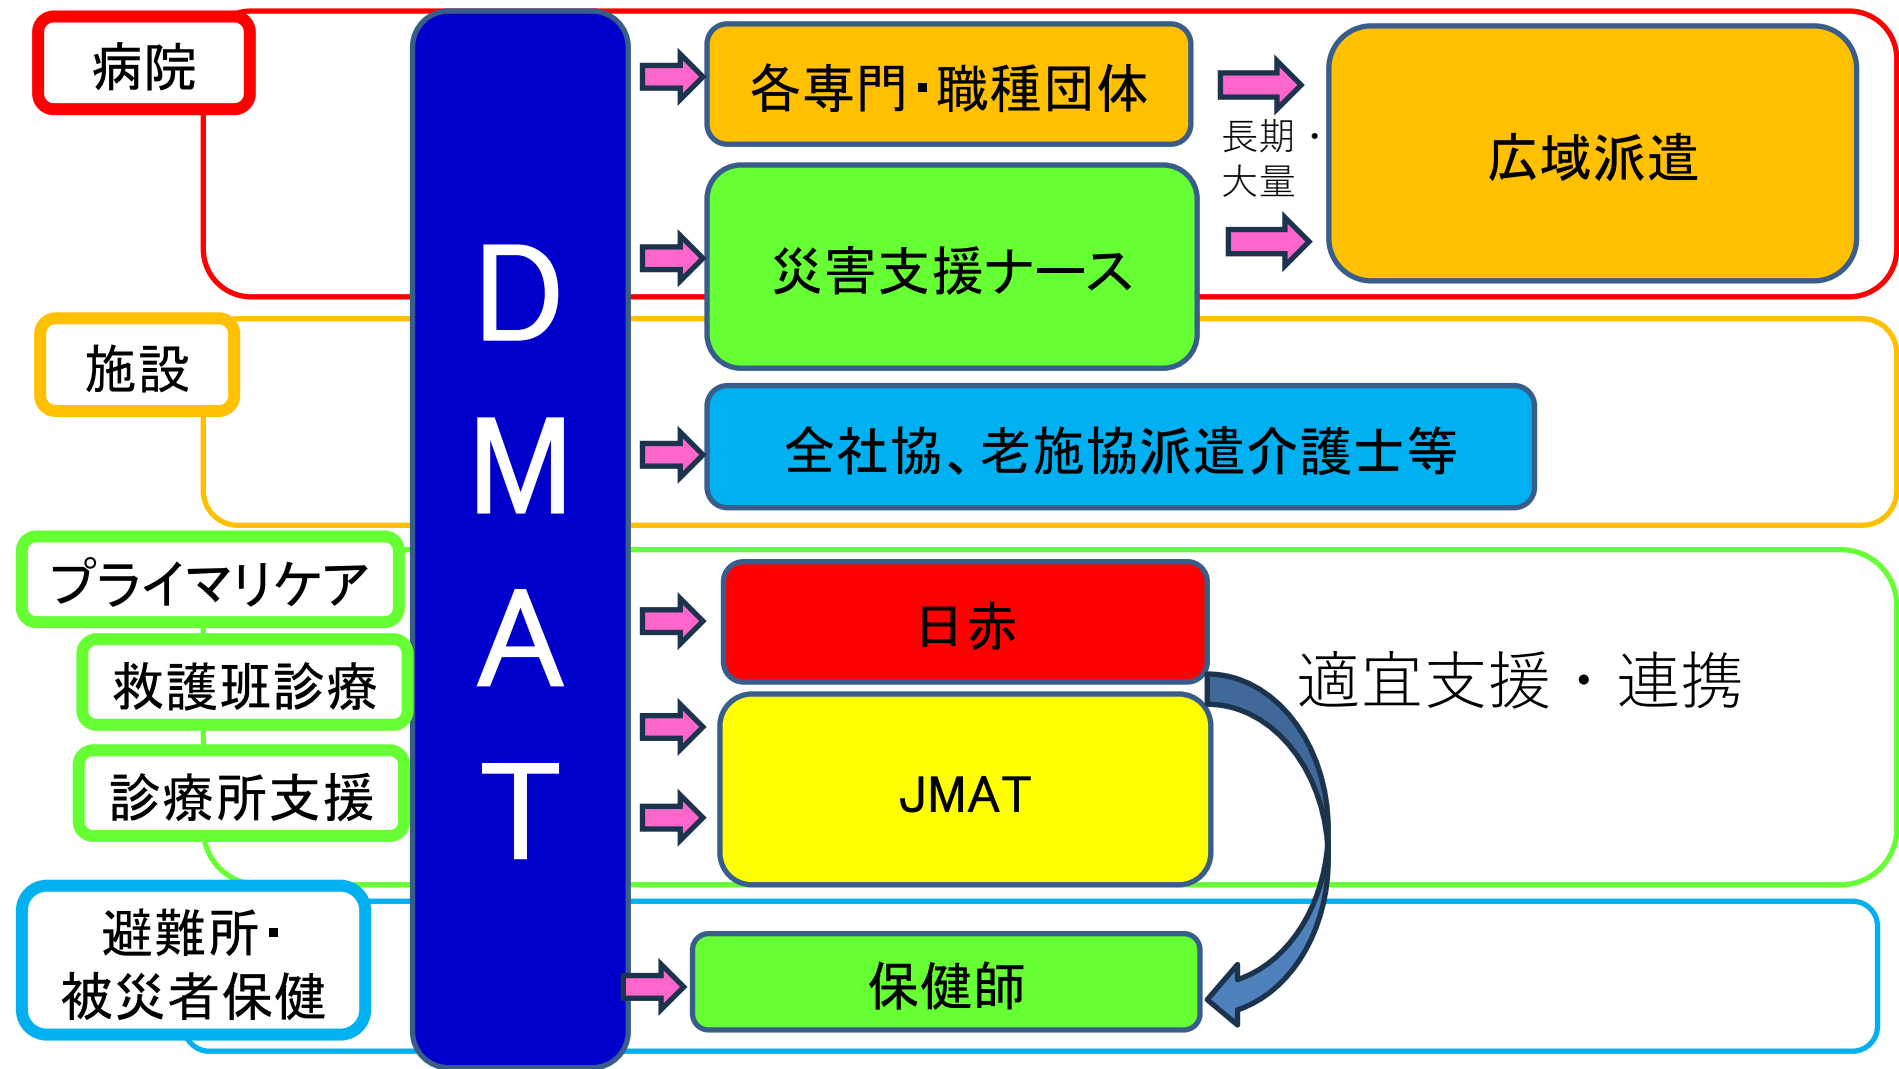 病院
各専門・職種団体
長期・
大量
広域派遣
災害支援ナース
施設
全社協、老施協派遣介護士等
D
M
A
T
プライマリケア
救護班診療
診療所支援
日赤
JMAT
適宜支援・連携
避難所・
被災者保健
保健師